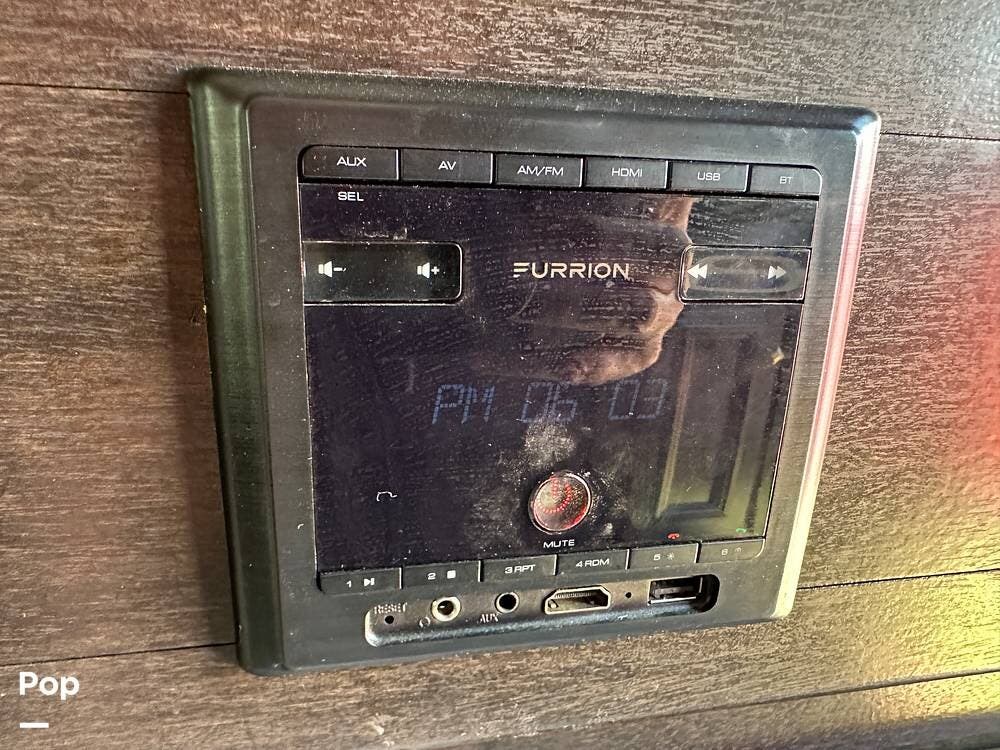 AUX AV AM/FM HDMI USB BT
SEL
FURRION
PM 06 03
MUTE
1 2 3 RPT 4 RDM 5 6
RESET AUX
Pop